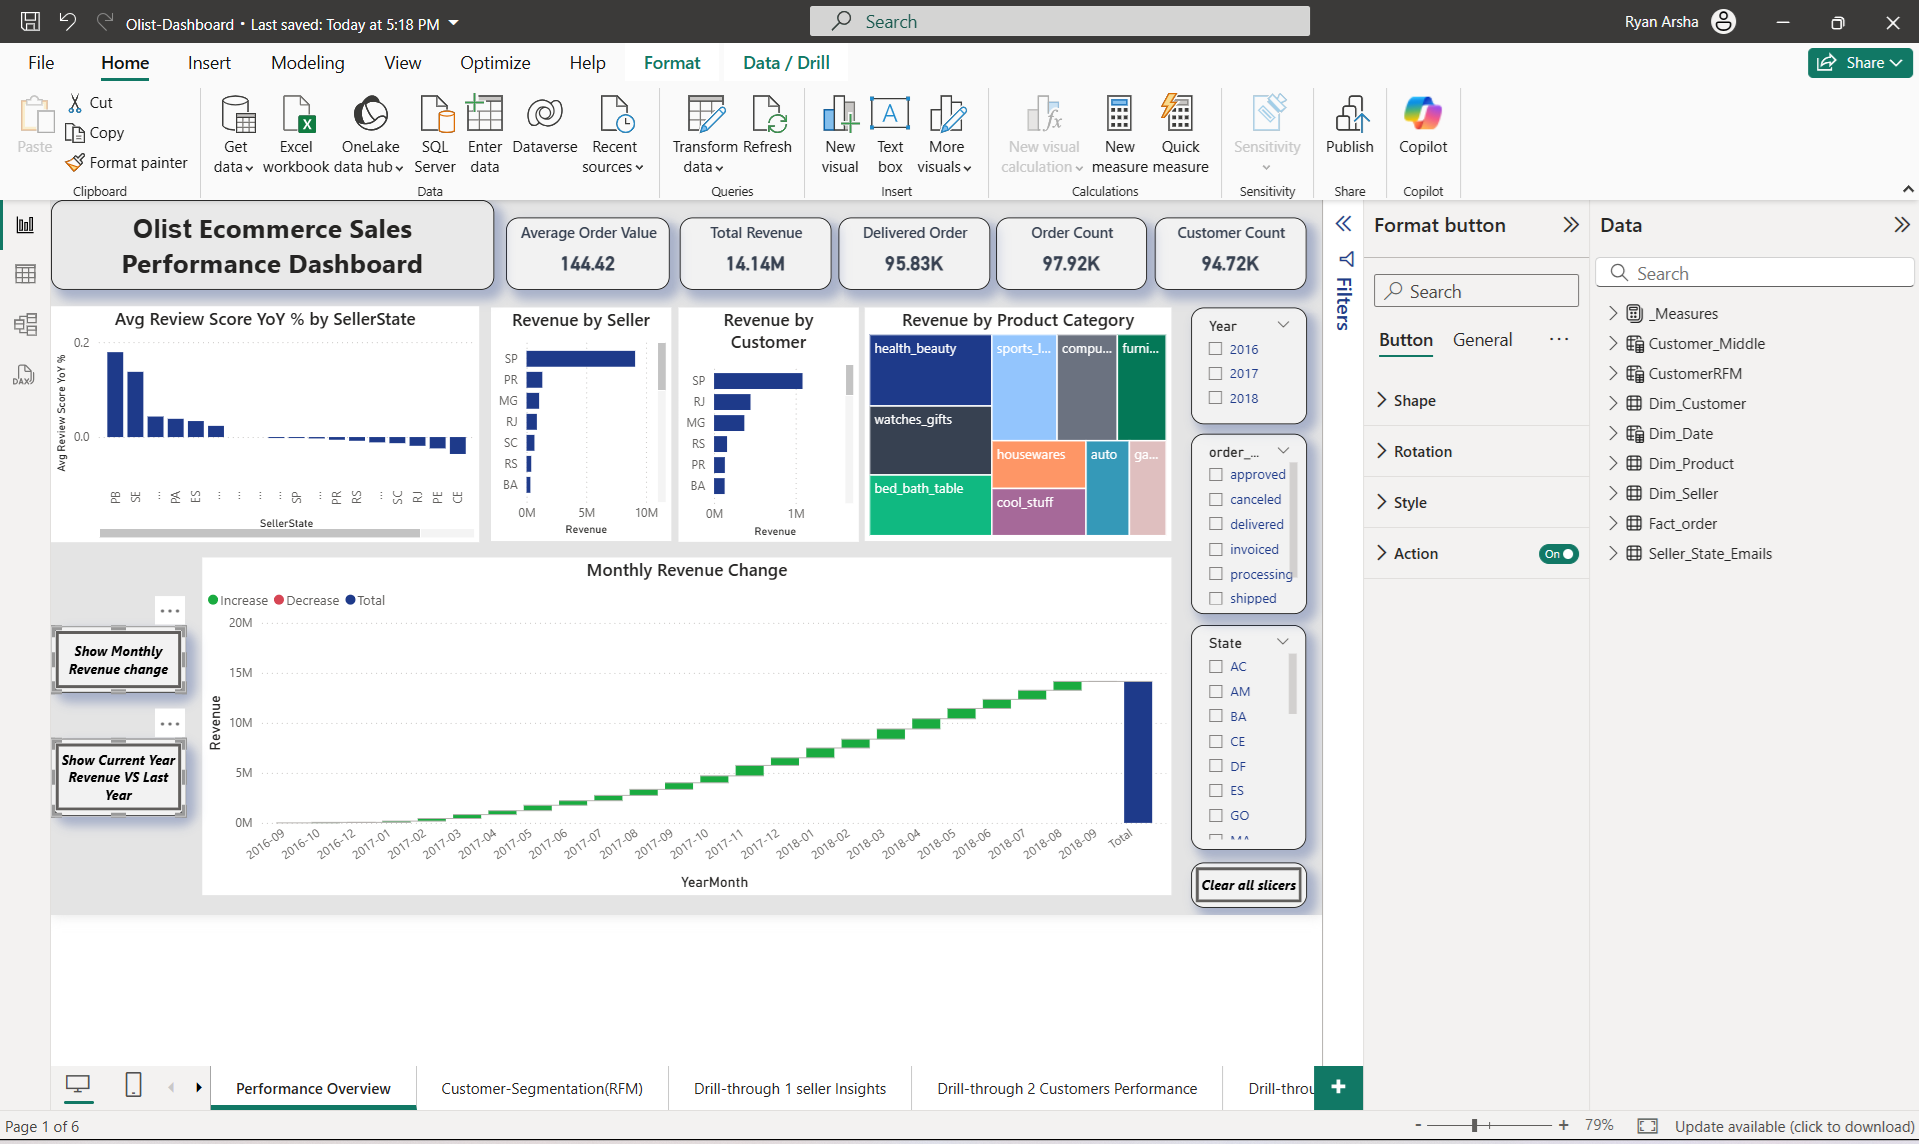 Olist-Dashboard • Last saved: Today at 5:18 PM
Search
Ryan Arsha
File
Home
Insert
Modeling
View
Optimize
Help
Format
Data / Drill
Share
Paste
Cut
Copy
Format painter
Get data
Excel workbook
OneLake data hub
SQL Server
Enter data
Dataverse
Recent sources
Transform data
Refresh
New visual
Text box
More visuals
New visual calculation
New measure
Quick measure
Sensitivity
Publish
Copilot
Clipboard
Data
Queries
Insert
Calculations
Sensitivity
Share
Copilot
Olist Ecommerce Sales
Performance Dashboard
Average Order Value
144.42
Total Revenue
14.14M
Delivered Order
95.83K
Order Count
97.92K
Customer Count
94.72K
Avg Review Score YoY % by SellerState
Avg Review Score YoY %
0.2
0.0
PB
SE
...
PA
ES
...
...
...
...
SP
...
PR
RS
...
SC
RJ
PE
CE
SellerState
Revenue by Seller
SP
PR
MG
RJ
SC
RS
BA
0M
5M
10M
Revenue
Revenue by
Customer
SP
RJ
MG
RS
PR
BA
0M
1M
Revenue
Revenue by Product Category
health_beauty
sports_l...
compu...
furni...
watches_gifts
housewares
auto
ga...
bed_bath_table
cool_stuff
Year
2016
2017
2018
order_...
approved
canceled
delivered
invoiced
processing
shipped
State
AC
AM
BA
CE
DF
ES
GO
MA
Clear all slicers
Show Monthly
Revenue change
Show Current Year
Revenue VS Last
Year
Monthly Revenue Change
Increase
Decrease
Total
Revenue
20M
15M
10M
5M
0M
2016-09
2016-10
2016-12
2017-01
2017-02
2017-03
2017-04
2017-05
2017-06
2017-07
2017-08
2017-09
2017-10
2017-11
2017-12
2018-01
2018-02
2018-03
2018-04
2018-05
2018-06
2018-07
2018-08
2018-09
Total
YearMonth
Filters
Format button
Search
Button
General
...
Shape
Rotation
Style
Action
On
Data
Search
_Measures
Customer_Middle
CustomerRFM
Dim_Customer
Dim_Date
Dim_Product
Dim_Seller
Fact_order
Seller_State_Emails
DAX
Performance Overview
Customer-Segmentation(RFM)
Drill-through 1 seller Insights
Drill-through 2 Customers Performance
Drill-throu
Page 1 of 6
79%
Update available (click to download)